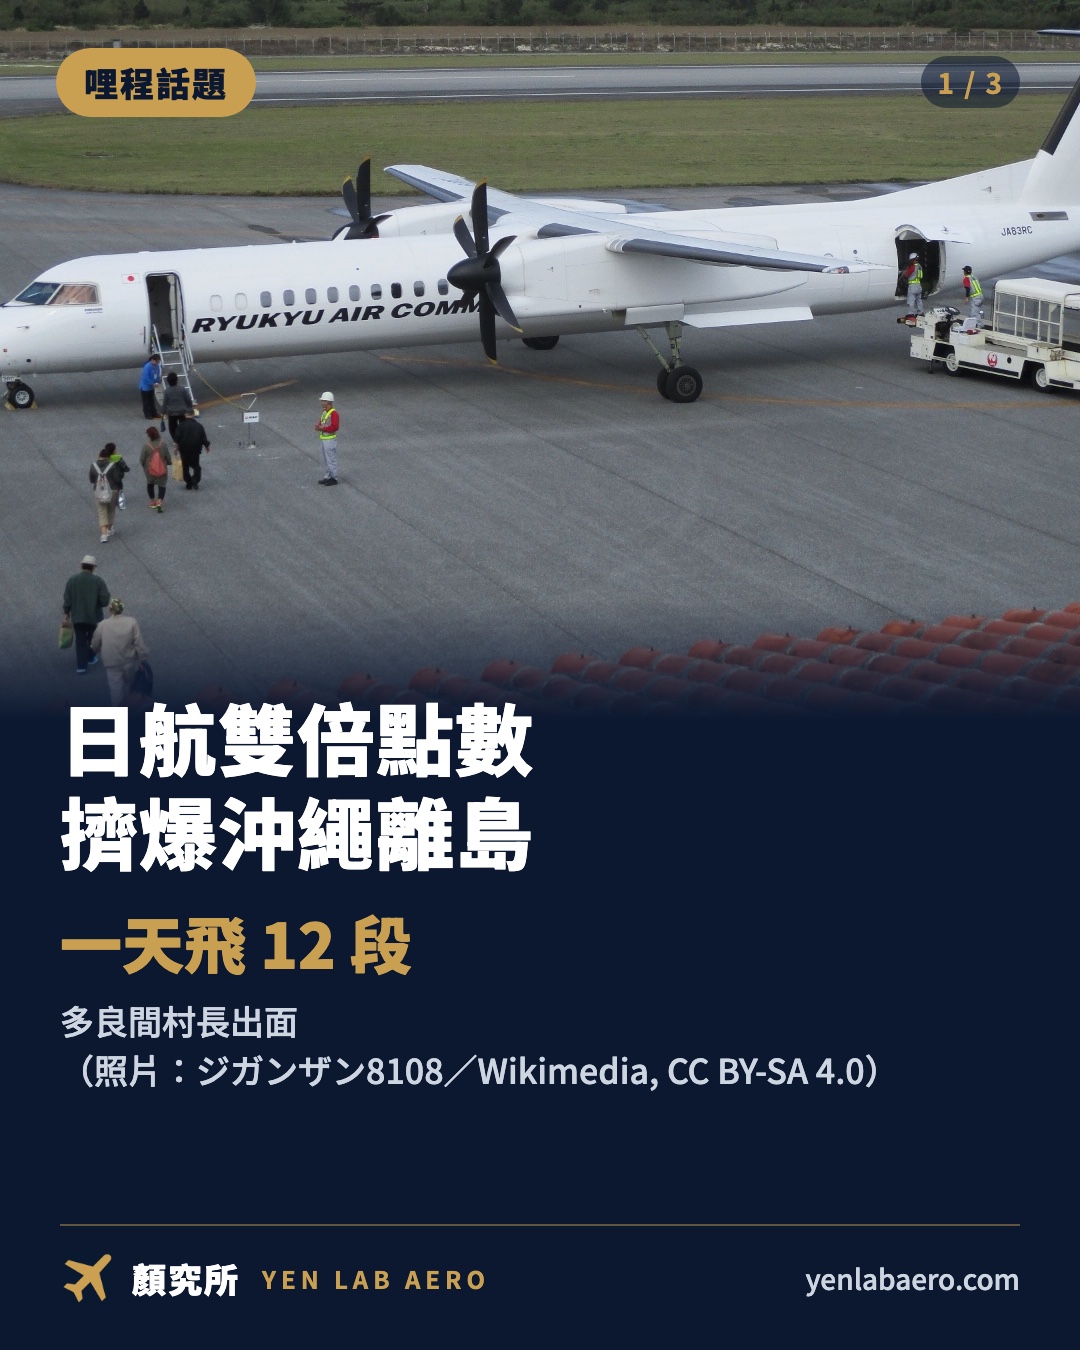 哩程話題
1 / 3
RYUKYU AIR COMM
JA83RC
日航雙倍點數
擠爆沖繩離島
一天飛 12 段
多良間村長出面
（照片：ジガンザン8108／Wikimedia, CC BY-SA 4.0）
顏究所 YEN LAB AERO
yenlabaero.com